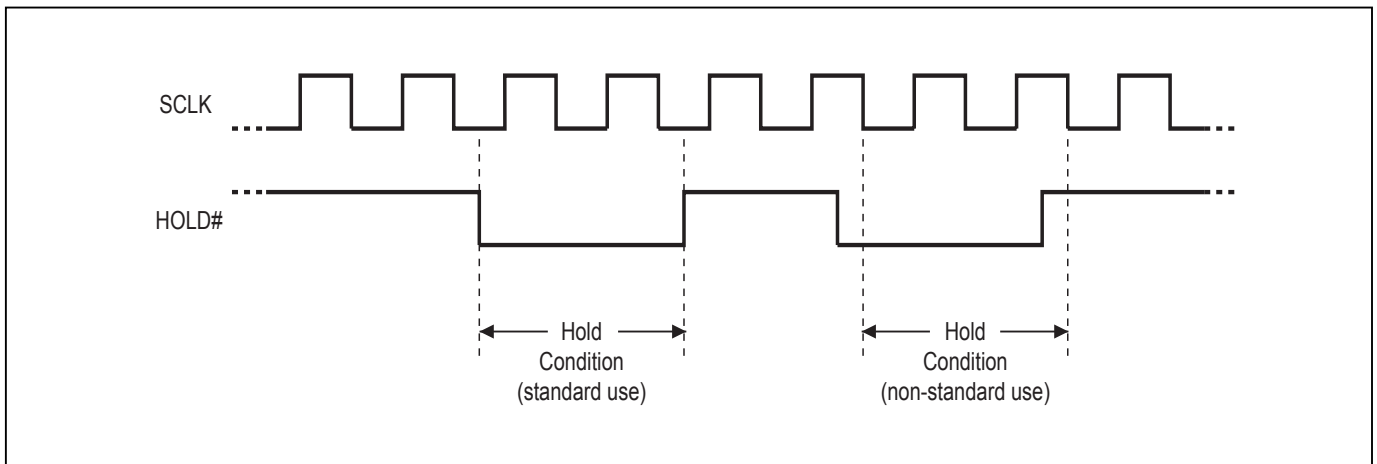 SCLK
HOLD#
Hold
Condition
(standard use)
Hold
Condition
(non-standard use)